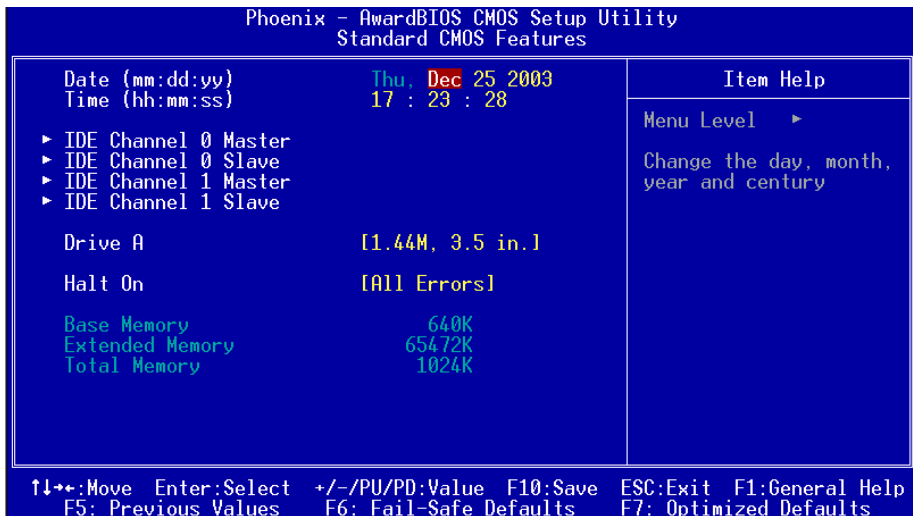 Phoenix - AwardBIOS CMOS Setup Utility
Standard CMOS Features
Date (mm:dd:yy) Thu, Dec 25 2003
Time (hh:mm:ss) 17 : 23 : 28
► IDE Channel 0 Master
► IDE Channel 0 Slave
► IDE Channel 1 Master
► IDE Channel 1 Slave
Drive A [1.44M, 3.5 in.]
Halt On [All Errors]
Base Memory 640K
Extended Memory 65472K
Total Memory 1024K
Item Help
Menu Level ►
Change the day, month,
year and century
↑↓→←:Move Enter:Select +/-/PU/PD:Value F10:Save ESC:Exit F1:General Help
F5: Previous Values F6: Fail-Safe Defaults F7: Optimized Defaults